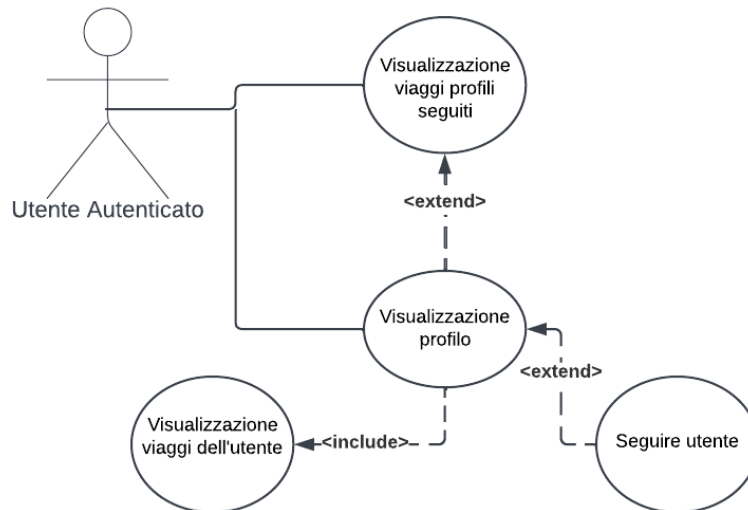 Visualizzazione
viaggi profili
seguiti
Utente Autenticato
<extend>
Visualizzazione
profilo
<extend>
Visualizzazione
viaggi dell'utente
<include>
Seguire utente